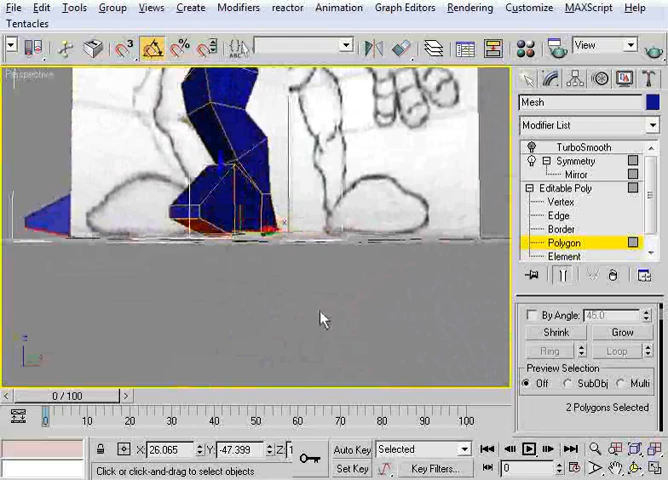 File Edit Tools Group Views Create Modifiers reactor Animation Graph Editors Rendering Customize MAXScript Help
Tentacles
3 % ABC View
Perspective
Mesh
Modifier List
TurboSmooth
Symmetry
Mirror
Editable Poly
Vertex
Edge
Border
Polygon
Element
By Angle: 45.0
Shrink Grow
Ring Loop
Preview Selection
Off SubObj Multi
2 Polygons Selected
0 / 100
0 10 20 30 40 50 60 70 80 90 100
X: 26.065 Y: -47.399 Z:
Auto Key Selected
Click or click-and-drag to select objects
Set Key Key Filters... 0